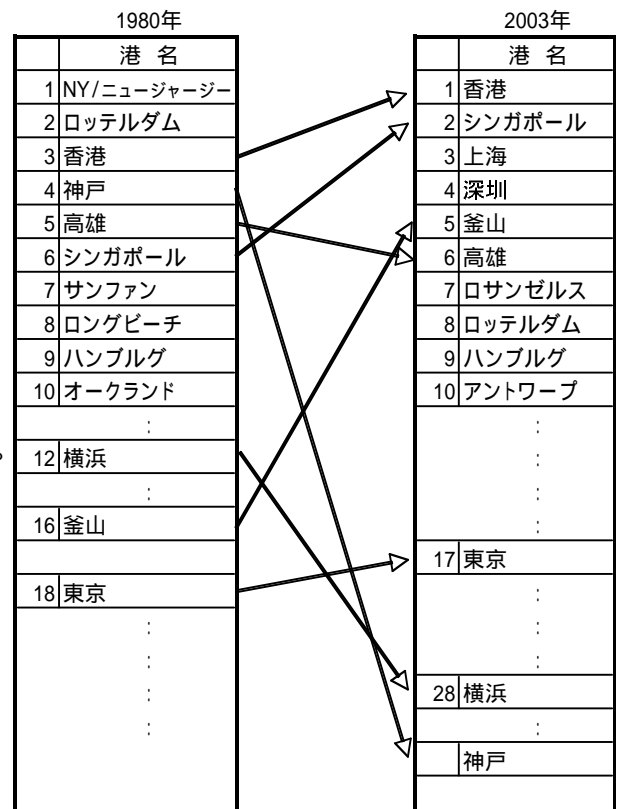 1980年
港 名
1 NY/ニュージャージー
2 ロッテルダム
3 香港
4 神戸
5 高雄
6 シンガポール
7 サンファン
8 ロングビーチ
9 ハンブルグ
10 オークランド
:
12 横浜
:
16 釜山
18 東京
:
:
:
:
2003年
港 名
1 香港
2 シンガポール
3 上海
4 深圳
5 釜山
6 高雄
7 ロサンゼルス
8 ロッテルダム
9 ハンブルグ
10 アントワープ
:
:
:
:
17 東京
:
:
:
28 横浜
:
神戸